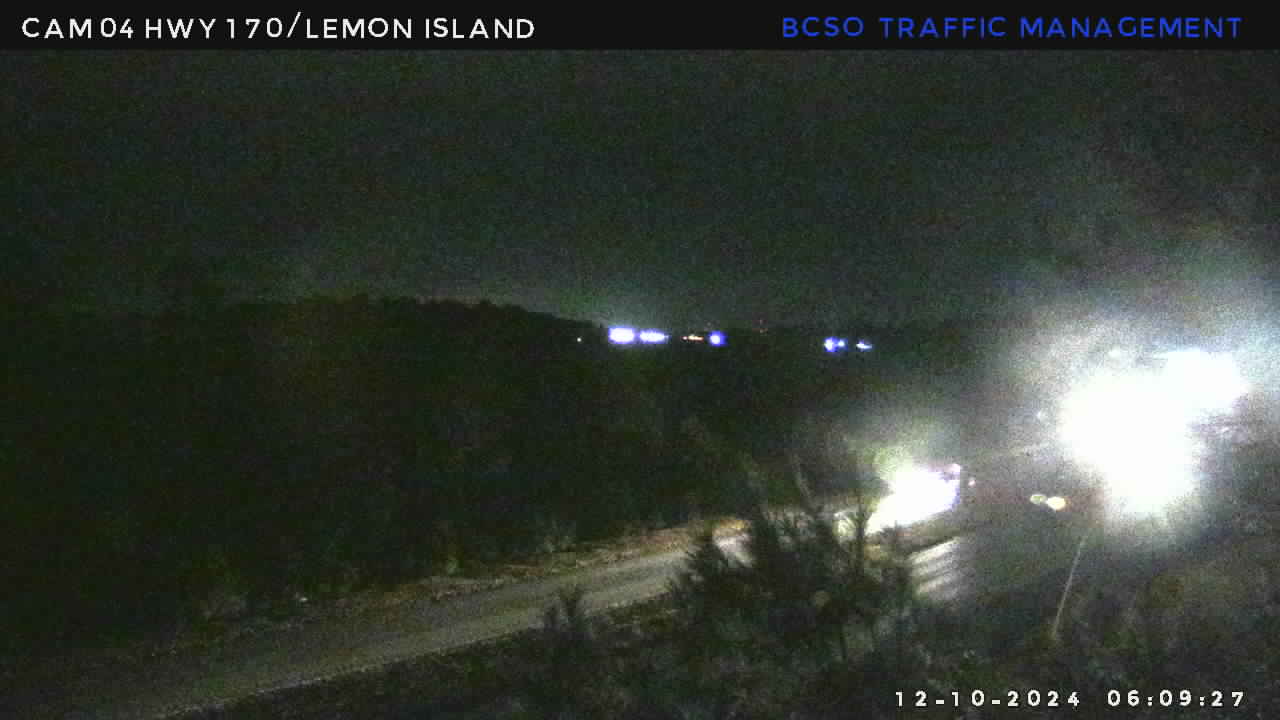 CAM04 HWY 170/LEMON ISLAND
BCSO TRAFFIC MANAGEMENT
12-10-2024 06:09:27